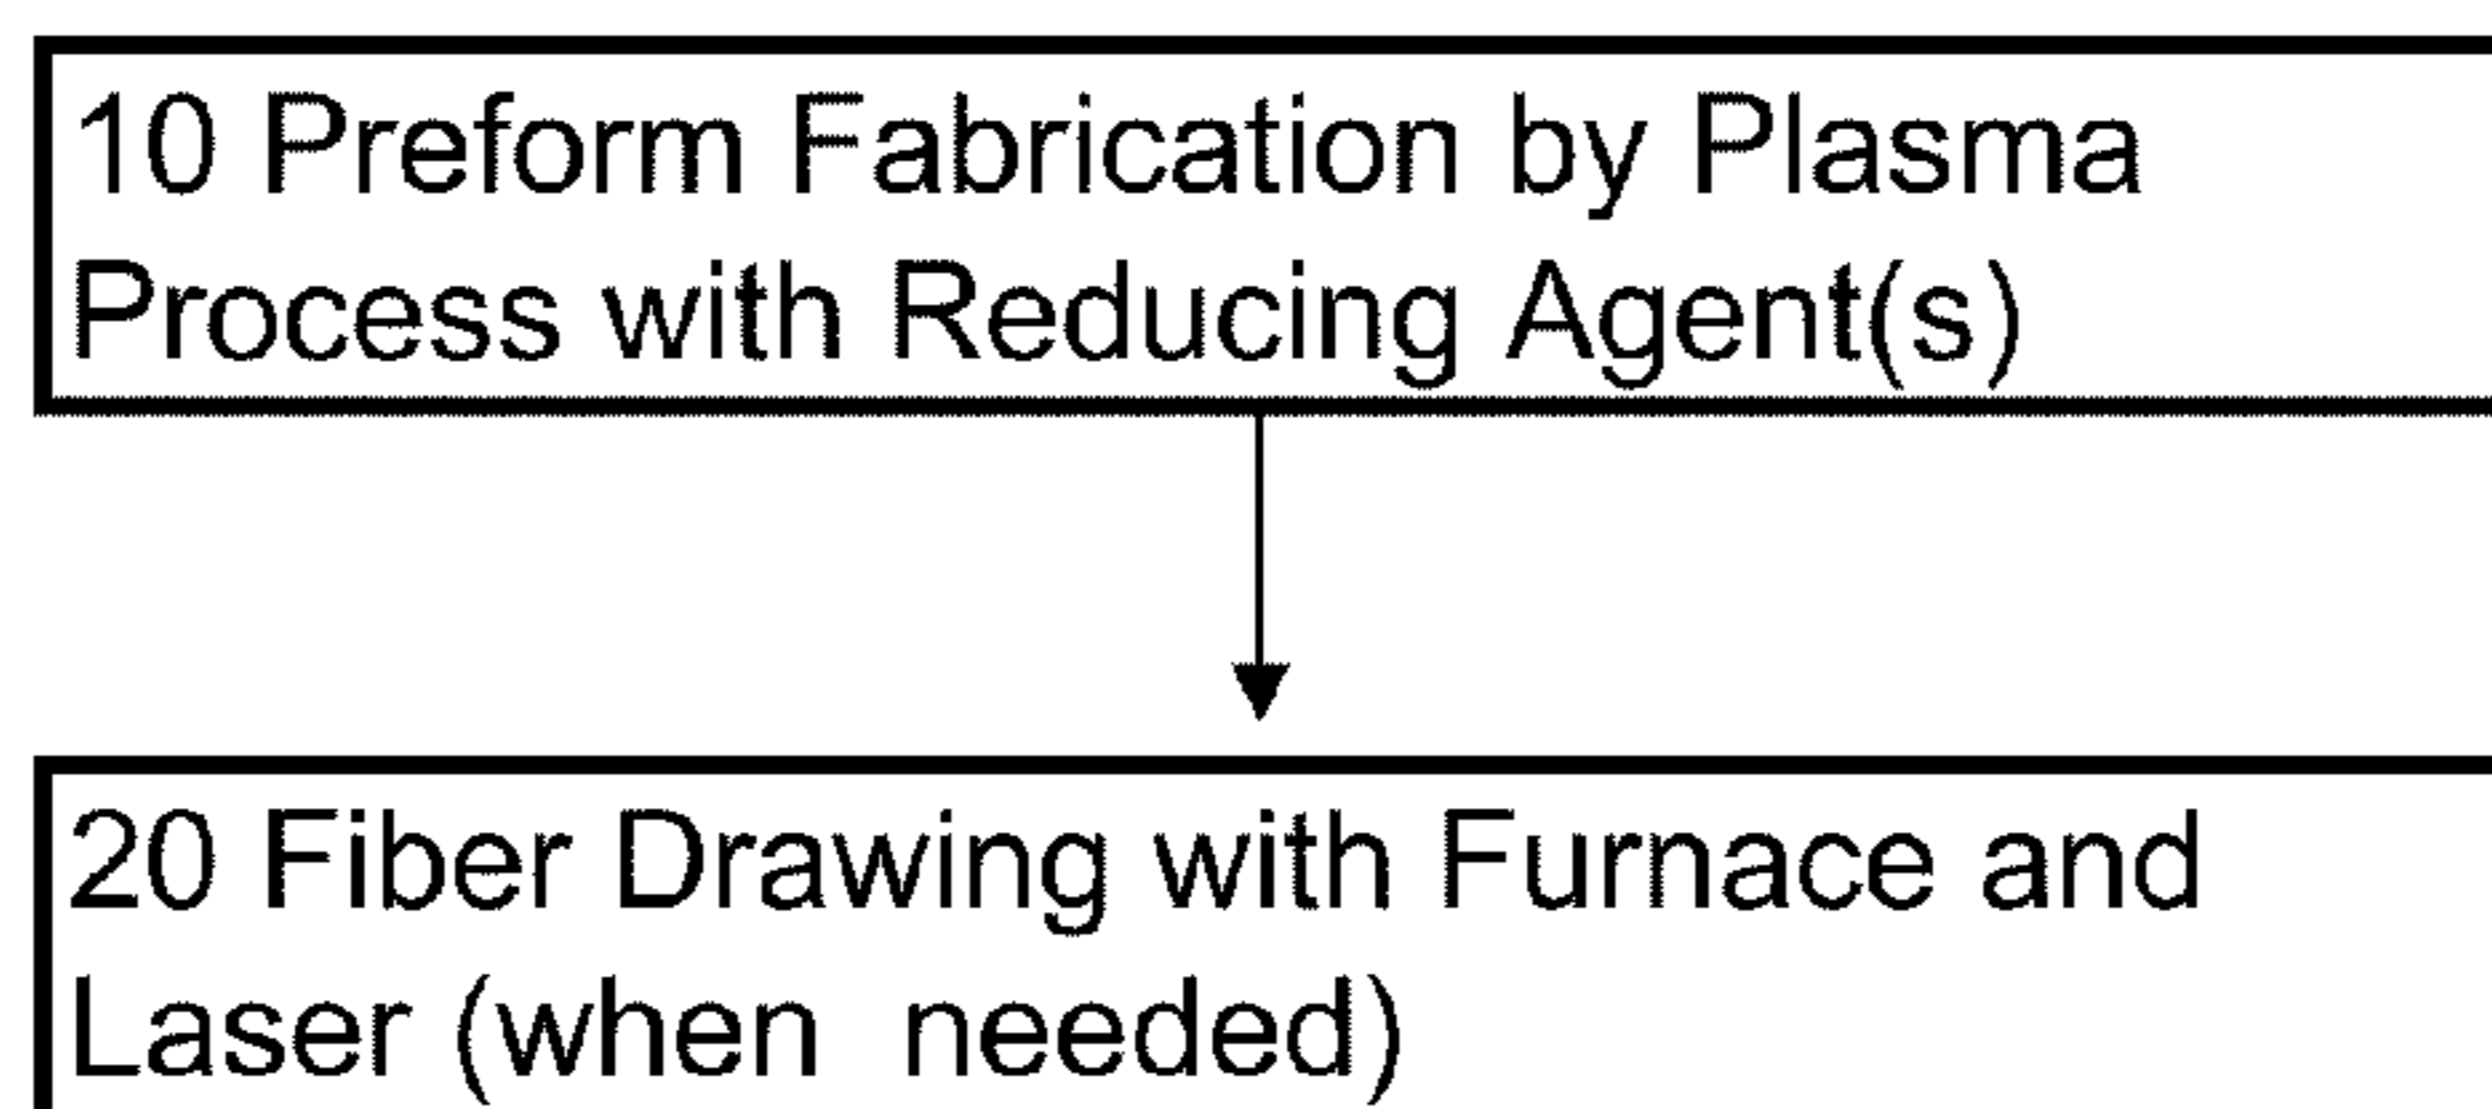 10 Preform Fabrication by Plasma
Process with Reducing Agent(s)
20 Fiber Drawing with Furnace and
Laser (when needed)